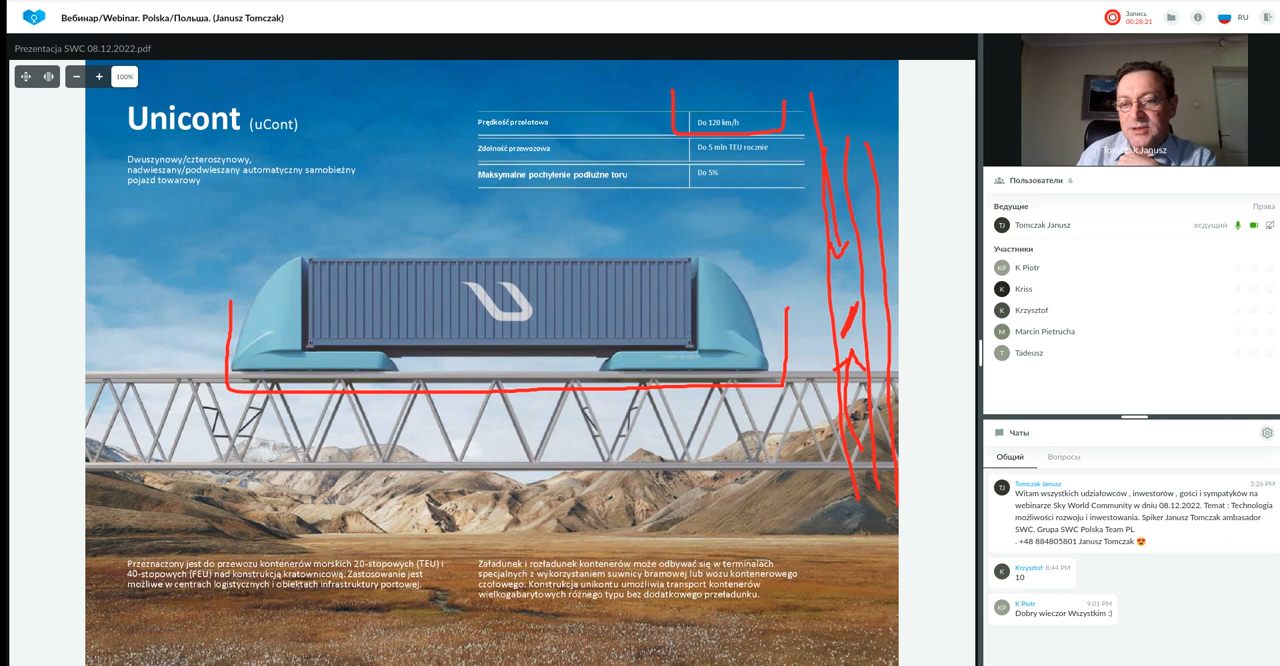 Вебинар/Webinar. Polska/Польша. (Janusz Tomczak)
Запись
00:28:21
RU
Prezentacja SWC 08.12.2022.pdf
100%
Unicont (uCont)
Dwuszynowy/czteroszynowy,
nadwieszany/podwieszany automatyczny samobieżny
pojazd towarowy
Prędkość przelotowa
Do 120 km/h
Zdolność przewozowa
Do 5 mln TEU rocznie
Maksymalne pochylenie podłużne toru
Do 5%
Przeznaczony jest do przewozu kontenerów morskich 20-stopowych (TEU) i
40-stopowych (FEU) nad konstrukcją kratownicową. Zastosowanie jest
możliwe w centrach logistycznych i obiektach infrastruktury portowej.
Załadunek i rozładunek kontenerów może odbywać się w terminalach
specjalnych z wykorzystaniem suwnicy bramowej lub wozu kontenerowego
czołowego. Konstrukcja unikontu umożliwia transport kontenerów
wielkogabarytowych różnego typu bez dodatkowego przeładunku.
Tomczak Janusz
Пользователи 6
Ведущие
Права
TJ
Tomczak Janusz
ведущий
Участники
KP
K Piotr
K
Kriss
K
Krzysztof
M
Marcin Pietrucha
T
Tadeusz
Чаты
Общий
Вопросы
TJ
Tomczak Janusz
3:26 PM
Witam wszystkich udziałowców , inwestorów , gości i sympatyków na
webinarze Sky World Community w dniu 08.12.2022. Temat : Technologia
możliwości rozwoju i inwestowania. Spiker Janusz Tomczak ambasador
SWC. Grupa SWC Polska Team PL
. +48 884805801 Janusz Tomczak 😍
K
Krzysztof 8:44 PM
10
KP
K Piotr
9:01 PM
Dobry wieczor Wszystkim :)